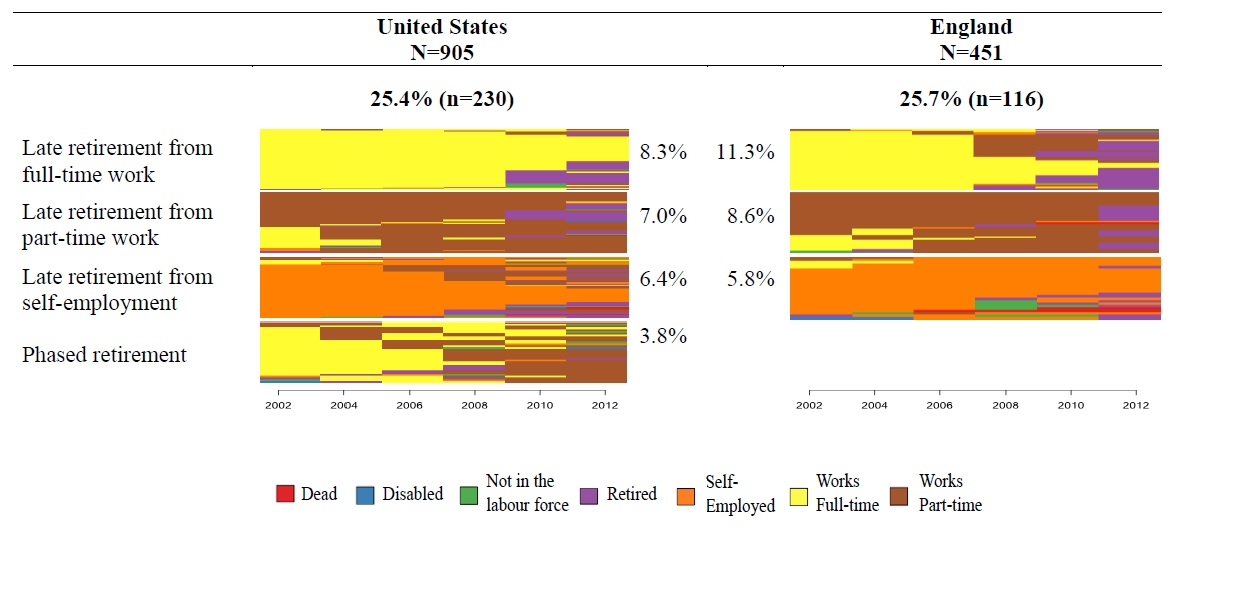 United States
N=905
England
N=451
25.4% (n=230)
25.7% (n=116)
Late retirement from
full-time work
8.3%
11.3%
Late retirement from
part-time work
7.0%
8.6%
Late retirement from
self-employment
6.4%
5.8%
Phased retirement
3.8%
2002 2004 2006 2008 2010 2012
2002 2004 2006 2008 2010 2012
Dead
Disabled
Not in the
labour force
Retired
Self-
Employed
Works
Full-time
Works
Part-time